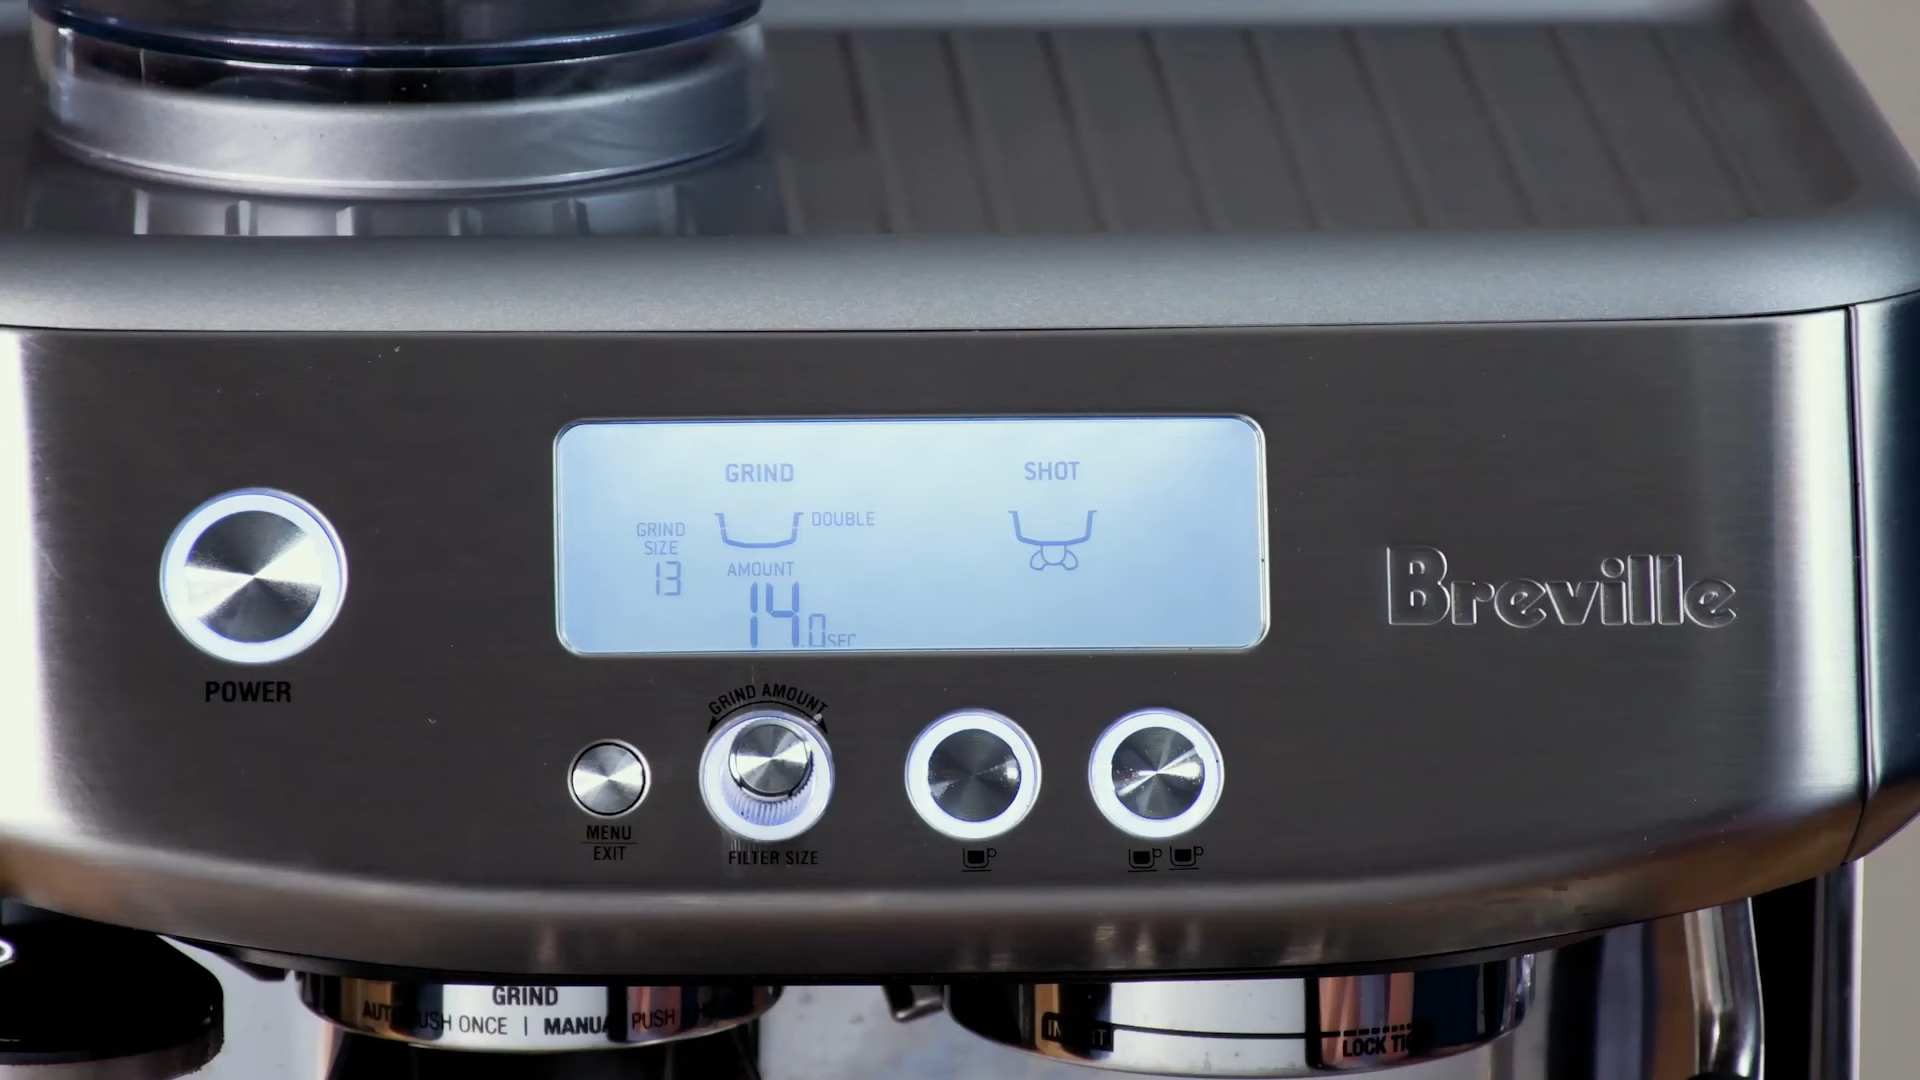 GRIND
SHOT
DOUBLE
GRIND
SIZE
13
AMOUNT
14.0SEC
Breville
POWER
GRIND AMOUNT
MENU
EXIT
FILTER SIZE
GRIND
PUSH ONCE | MANUAL PUSH
LOCK